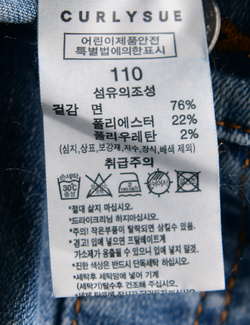 CURLYSUE
어린이제품안전
특별법에의한표시
110
섬유의조성
겉감 면 76%
폴리에스터 22%
폴리우레탄 2%
(심지,상표,보강재,자수,장식,배색 제외)
취급주의
약30℃
중성
*절대 삶지 마십시오.
*드라이크리닝 하지마십시오.
*주의! 작은부품이 탈락되면 삼킬수 있음.
*경고! 입에 넣으면 프탈레이트계
가소제가 용출될 수 있으니 입에 넣지 말것.
*진한 색상은 반드시 단독세탁 하십시오.
*세탁후 세탁망에 넣어 기계
(세탁기)탈수후 건조해 주십시오.